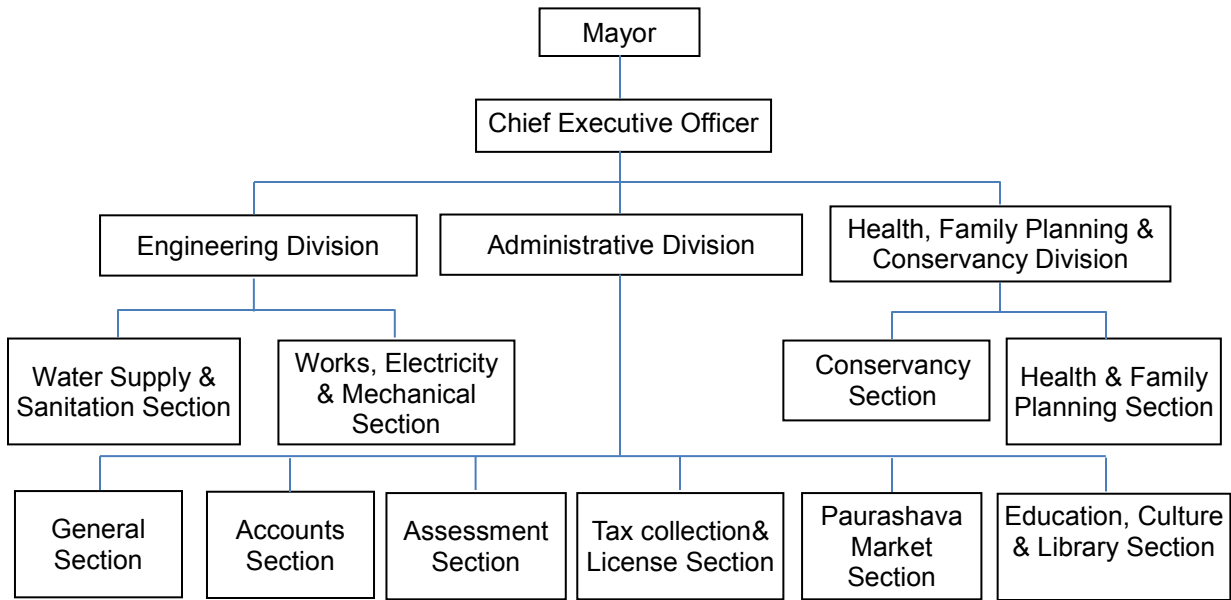 Mayor
Chief Executive Officer
Engineering Division
Administrative Division
Health, Family Planning &
Conservancy Division
Water Supply &
Sanitation Section
Works, Electricity
& Mechanical
Section
Conservancy
Section
Health & Family
Planning Section
General
Section
Accounts
Section
Assessment
Section
Tax collection&
License Section
Paurashava
Market
Section
Education, Culture
& Library Section